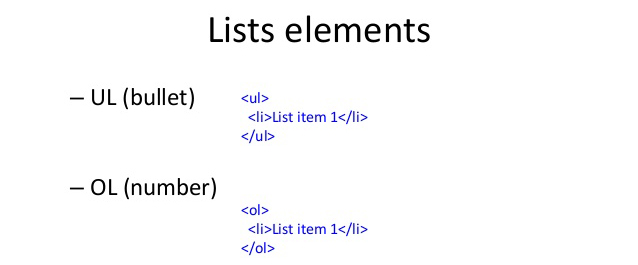 Lists elements
– UL (bullet)
<ul>
<li>List item 1</li>
</ul>
– OL (number)
<ol>
<li>List item 1</li>
</ol>